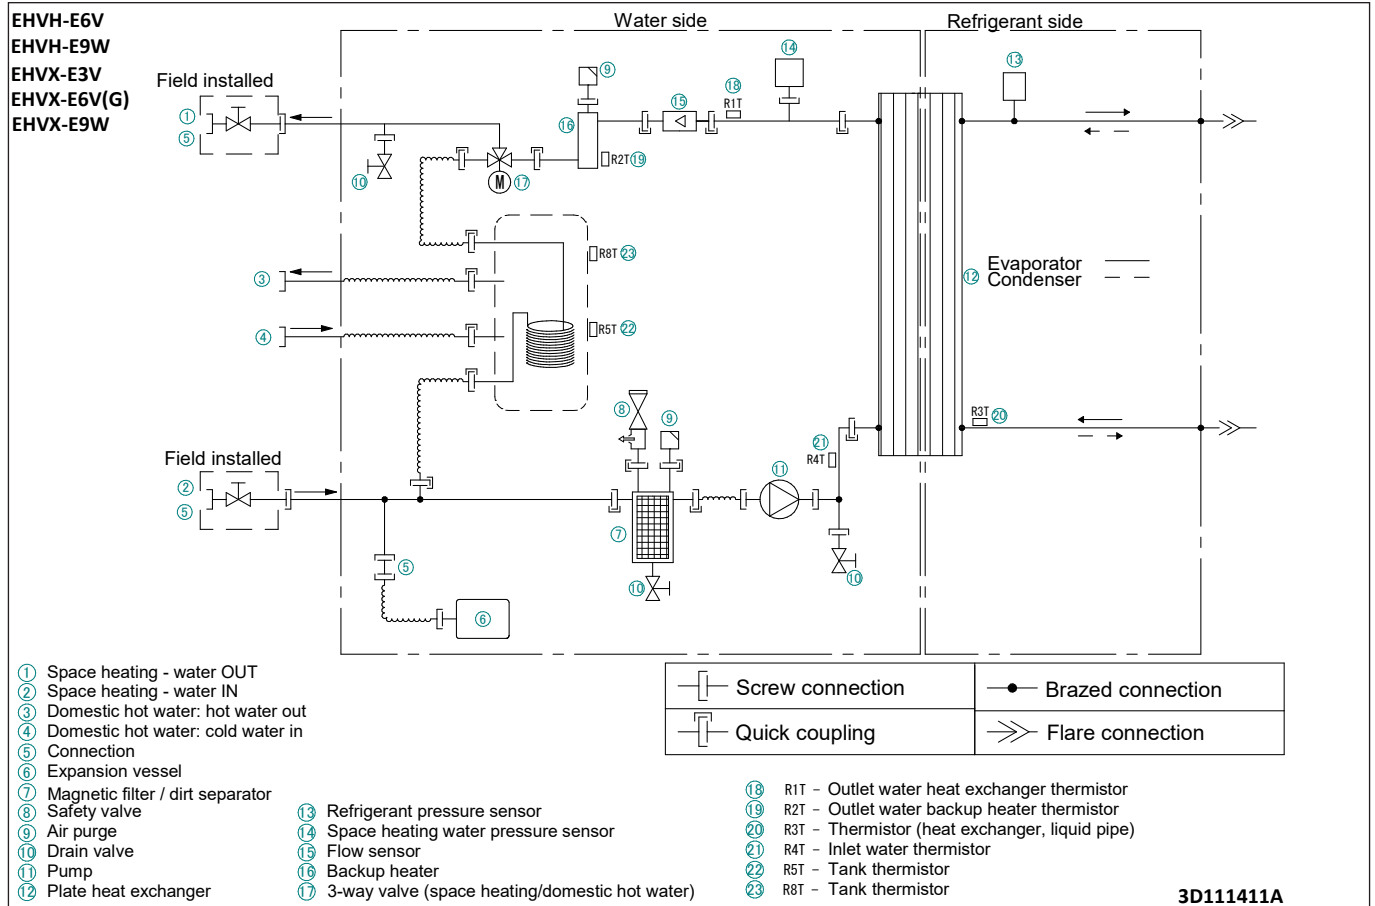 EHVH-E6V
EHVH-E9W
EHVX-E3V
EHVX-E6V(G)
EHVX-E9W
Water side
Refrigerant side
Field installed
1
5
10
17
M
16
9
R2T 19
15
18
R1T
14
13
3
4
R8T 23
R5T 22
12
Evaporator
Condenser
R3T 20
8
9
21
R4T
11
Field installed
2
5
7
10
10
5
6
1 Space heating - water OUT
2 Space heating - water IN
3 Domestic hot water: hot water out
4 Domestic hot water: cold water in
5 Connection
6 Expansion vessel
7 Magnetic filter / dirt separator
8 Safety valve
9 Air purge
10 Drain valve
11 Pump
12 Plate heat exchanger
13 Refrigerant pressure sensor
14 Space heating water pressure sensor
15 Flow sensor
16 Backup heater
17 3-way valve (space heating/domestic hot water)
Screw connection
Brazed connection
Quick coupling
Flare connection
18 R1T - Outlet water heat exchanger thermistor
19 R2T - Outlet water backup heater thermistor
20 R3T - Thermistor (heat exchanger, liquid pipe)
21 R4T - Inlet water thermistor
22 R5T - Tank thermistor
23 R8T - Tank thermistor
3D111411A